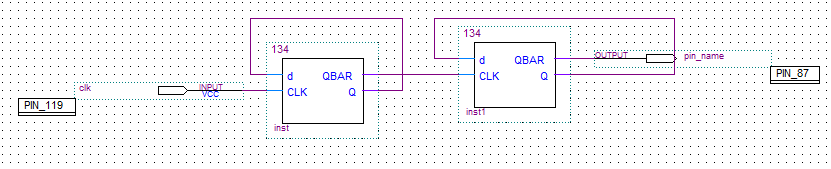 134
d QBAR
CLK
Q
inst
134
d QBAR
CLK Q
inst1
clk
INPUT
VCC
PIN_119
OUTPUT
pin_name
PIN_87